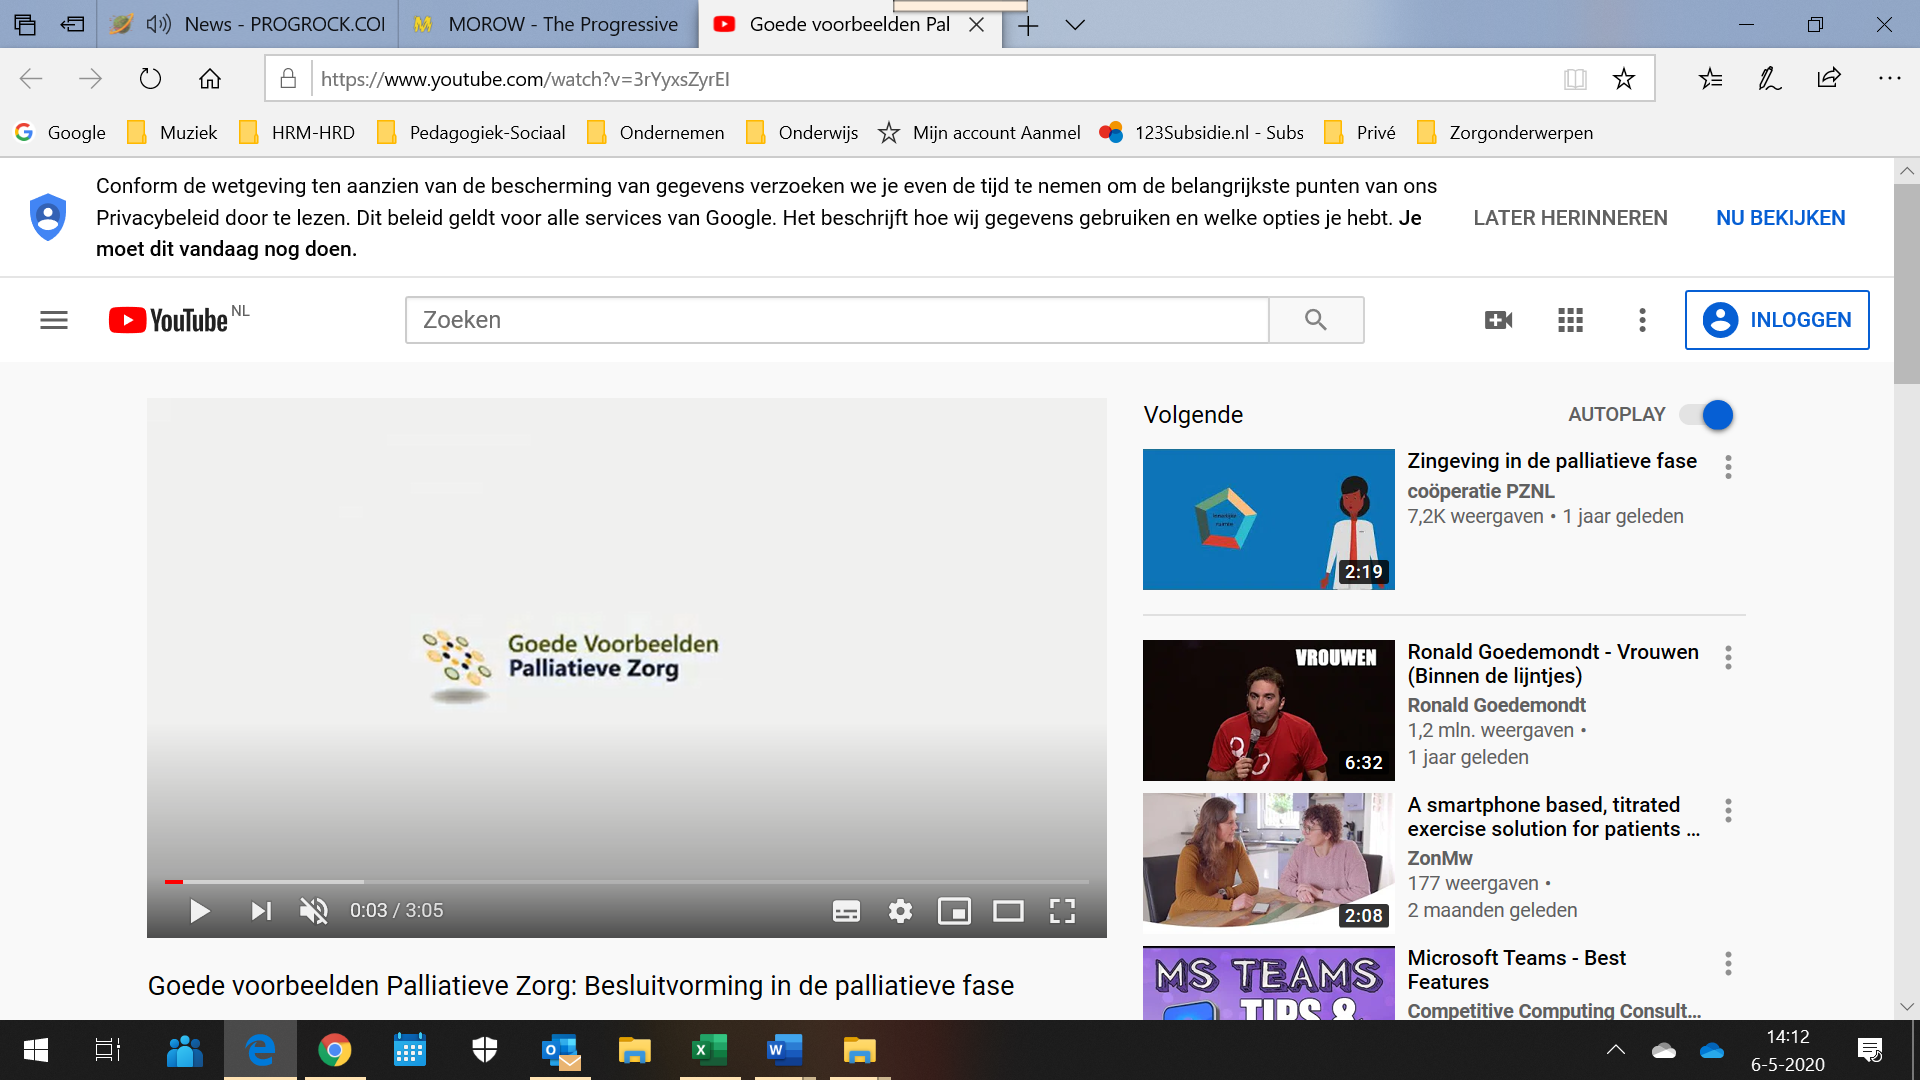 News - PROGROCK.COI
MOROW - The Progressive
Goede voorbeelden Pal
https://www.youtube.com/watch?v=3rYyxsZyrEI
Google
Muziek
HRM-HRD
Pedagogiek-Sociaal
Ondernemen
Onderwijs
Mijn account Aanmel
123Subsidie.nl - Subs
Privé
Zorgonderwerpen
Conform de wetgeving ten aanzien van de bescherming van gegevens verzoeken we je even de tijd te nemen om de belangrijkste punten van ons
Privacybeleid door te lezen. Dit beleid geldt voor alle services van Google. Het beschrijft hoe wij gegevens gebruiken en welke opties je hebt. Je
moet dit vandaag nog doen.
LATER HERINNEREN
NU BEKIJKEN
YouTube NL
Zoeken
INLOGGEN
Goede Voorbeelden
Palliatieve Zorg
0:03 / 3:05
Goede voorbeelden Palliatieve Zorg: Besluitvorming in de palliatieve fase
Volgende
AUTOPLAY
2:19
Zingeving in de palliatieve fase
coöperatie PZNL
7,2K weergaven • 1 jaar geleden
VROUWEN
6:32
Ronald Goedemondt - Vrouwen
(Binnen de lijntjes)
Ronald Goedemondt
1,2 mln. weergaven •
1 jaar geleden
2:08
A smartphone based, titrated
exercise solution for patients ...
ZonMw
177 weergaven •
2 maanden geleden
MS TEAMS
TIPS &
Microsoft Teams - Best
Features
Competitive Computing Consult...
14:12
6-5-2020